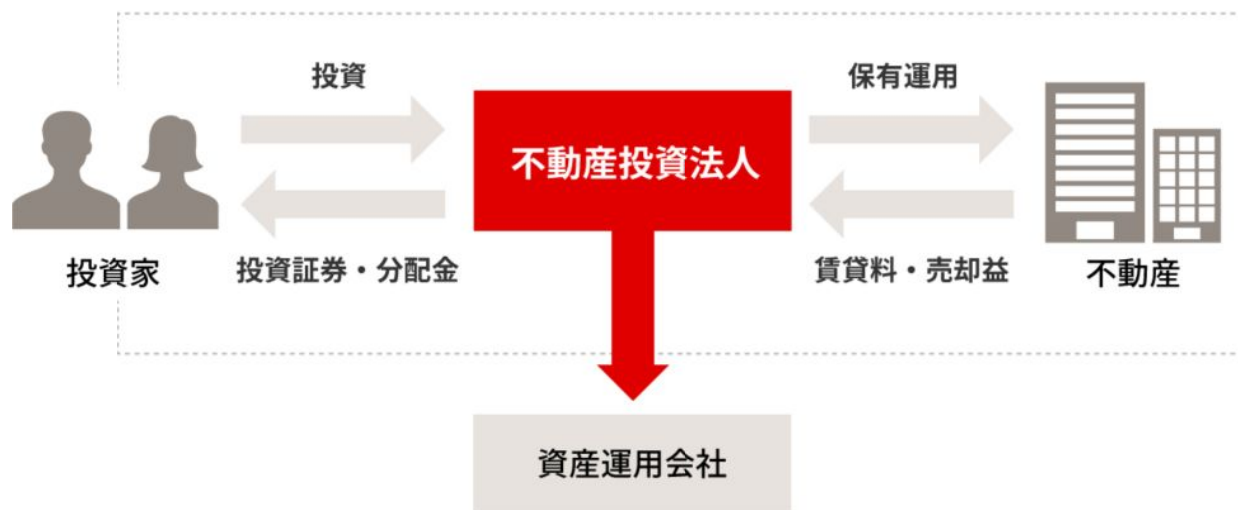 投資
保有運用
不動産投資法人
投資家
投資証券・分配金
賃貸料・売却益
不動産
資産運用会社